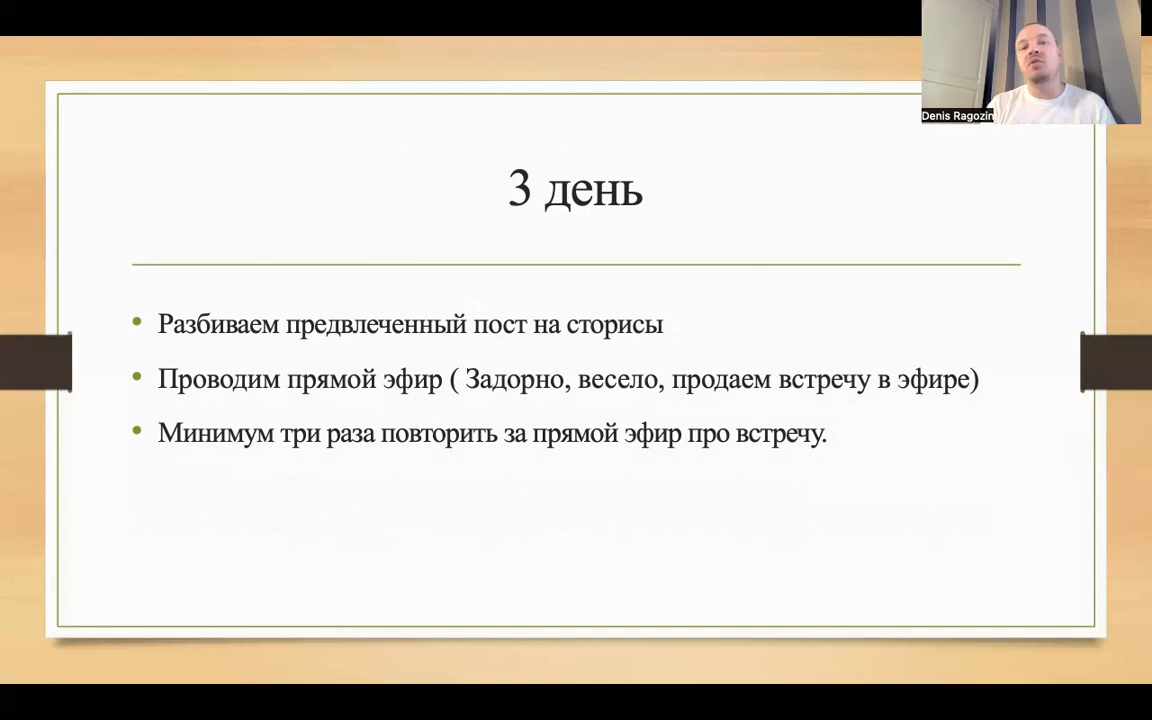 Denis Ragozin
3 день
Разбиваем предвлеченный пост на сторисы
Проводим прямой эфир ( Задорно, весело, продаем встречу в эфире)
Минимум три раза повторить за прямой эфир про встречу.